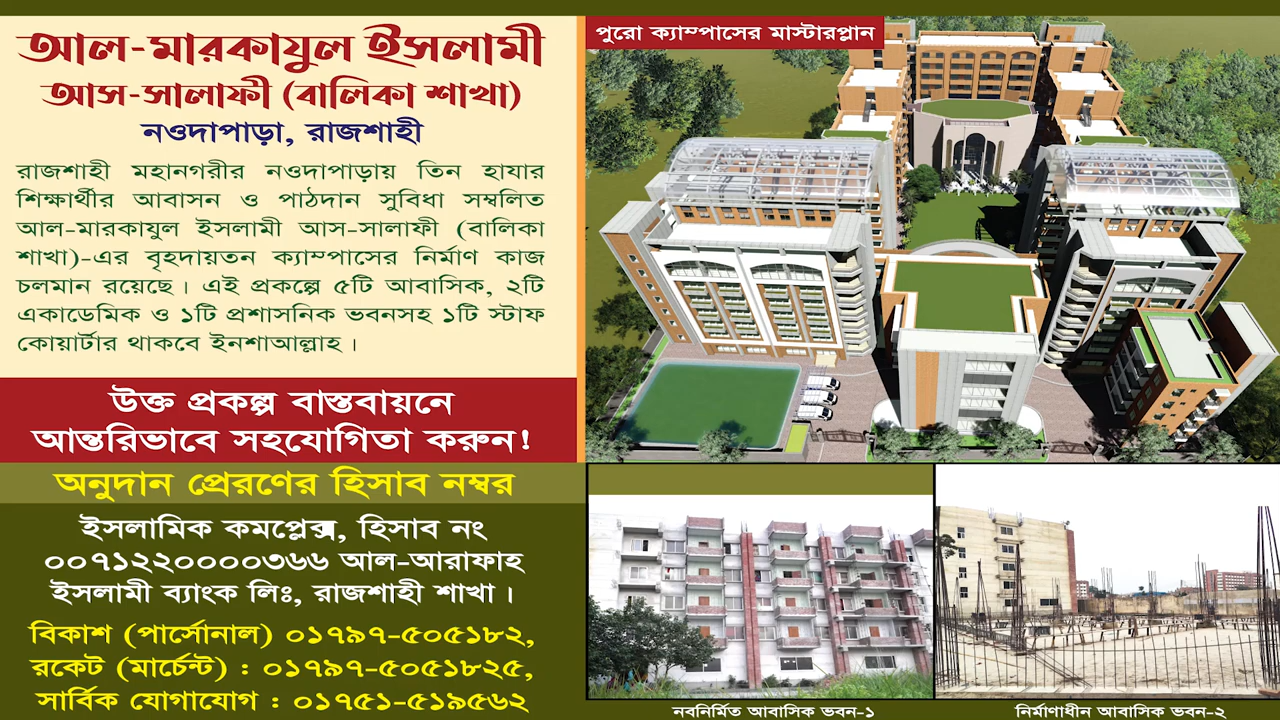 আল-মারকাযুল ইসলামী
আস-সালাফী (বালিকা শাখা)
নওদাপাড়া, রাজশাহী
রাজশাহী মহানগরীর নওদাপাড়ায় তিন হাযার
শিক্ষার্থীর আবাসন ও পাঠদান সুবিধা সম্বলিত
আল-মারকাযুল ইসলামী আস-সালাফী (বালিকা
শাখা)-এর বৃহদায়তন ক্যাম্পাসের নির্মাণ কাজ
চলমান রয়েছে। এই প্রকল্পে ৫টি আবাসিক, ২টি
একাডেমিক ও ১টি প্রশাসনিক ভবনসহ ১টি স্টাফ
কোয়ার্টার থাকবে ইনশাআল্লাহ।
উক্ত প্রকল্প বাস্তবায়নে
আন্তরিভাবে সহযোগিতা করুন!
অনুদান প্রেরণের হিসাব নম্বর
ইসলামিক কমপ্লেক্স, হিসাব নং
০০৭১২২০০০০৩৬৬ আল-আরাফাহ
ইসলামী ব্যাংক লিঃ, রাজশাহী শাখা।
বিকাশ (পার্সোনাল) ০১৭৯৭-৫০৫১৮২,
রকেট (মার্চেন্ট) : ০১৭৯৭-৫০৫১৮২৫,
সার্বিক যোগাযোগ : ০১৭৫১-৫১৯৫৬২
পুরো ক্যাম্পাসের মাস্টারপ্লান
নবনির্মিত আবাসিক ভবন-১
নির্মাণাধীন আবাসিক ভবন-২